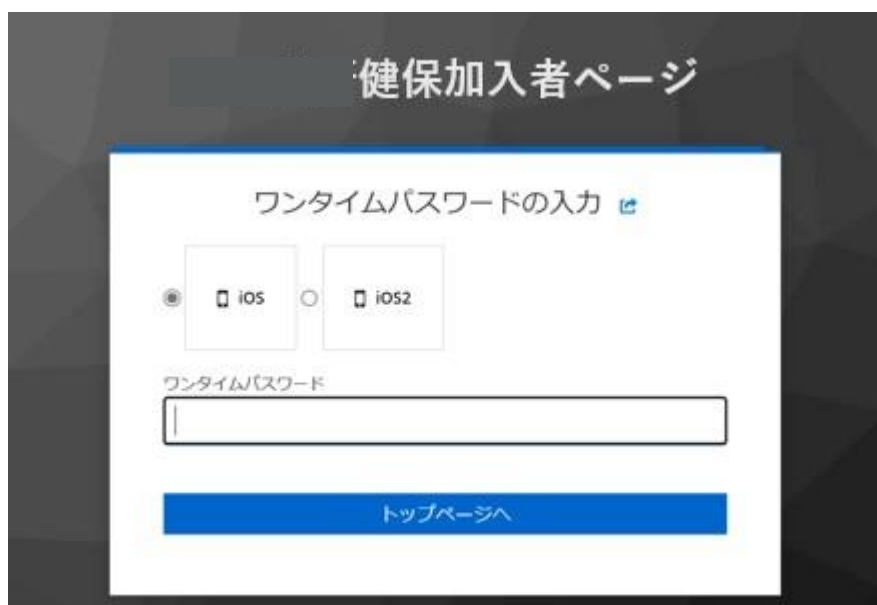 健保加入者ページ
ワンタイムパスワードの入力
iOS
iOS2
ワンタイムパスワード
トップページへ